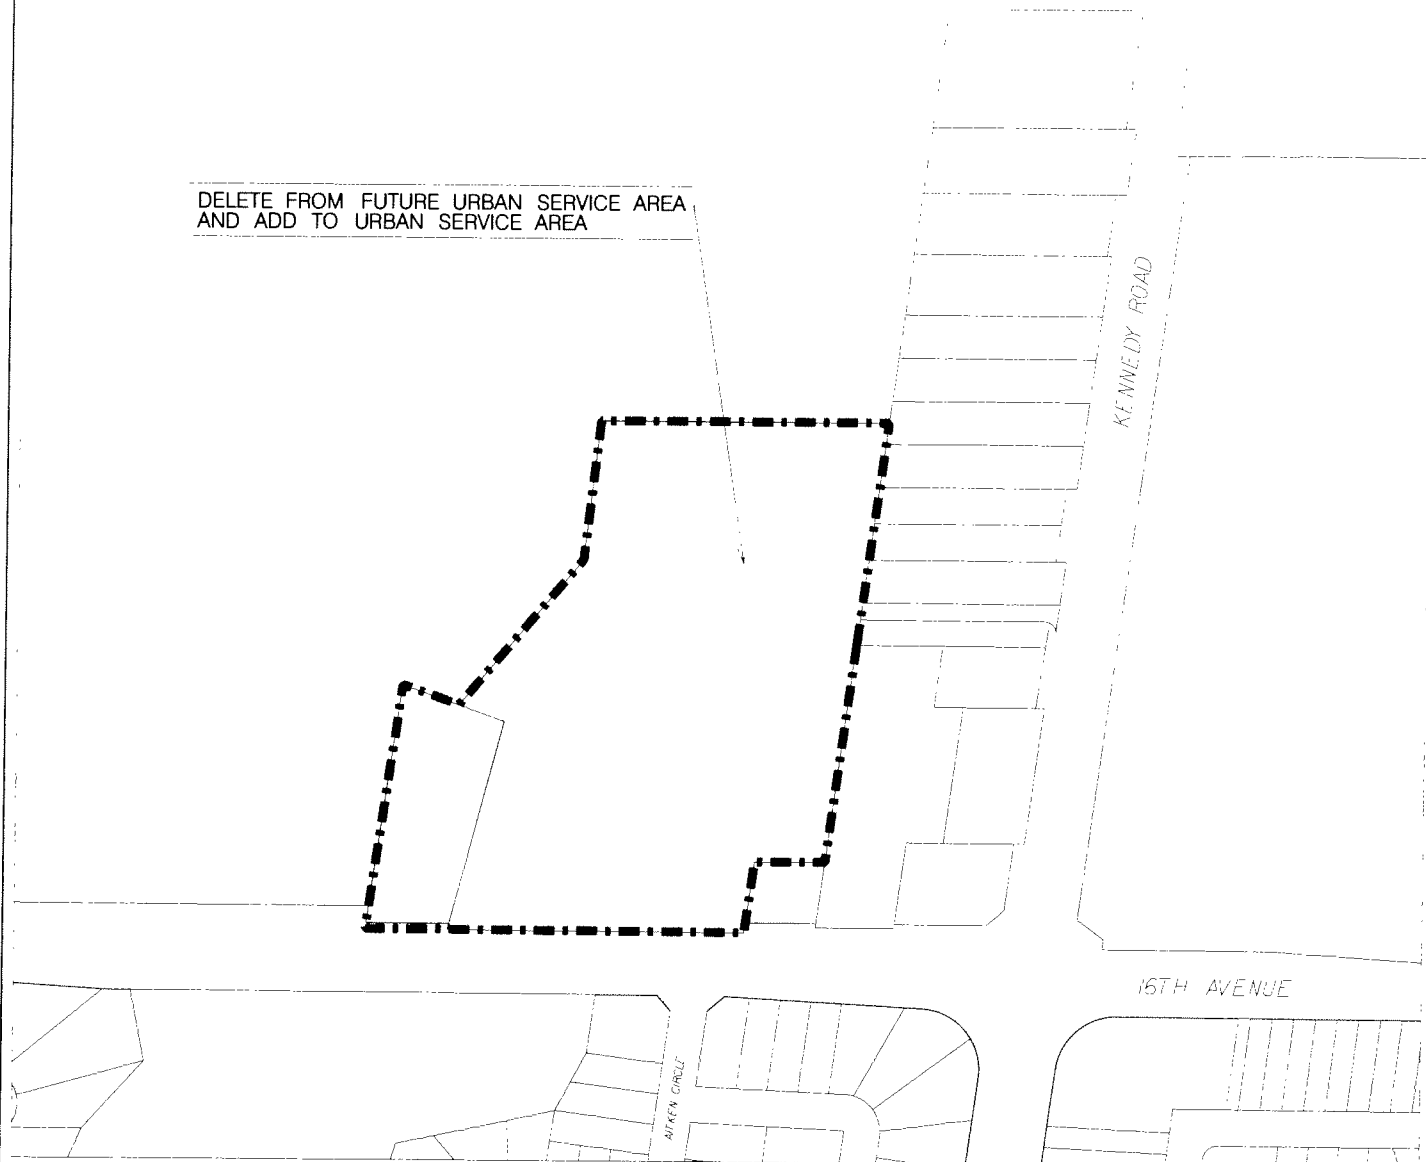 DELETE FROM FUTURE URBAN SERVICE AREA
AND ADD TO URBAN SERVICE AREA
KENNEDY ROAD
16TH AVENUE
AITKEN CIRCLE